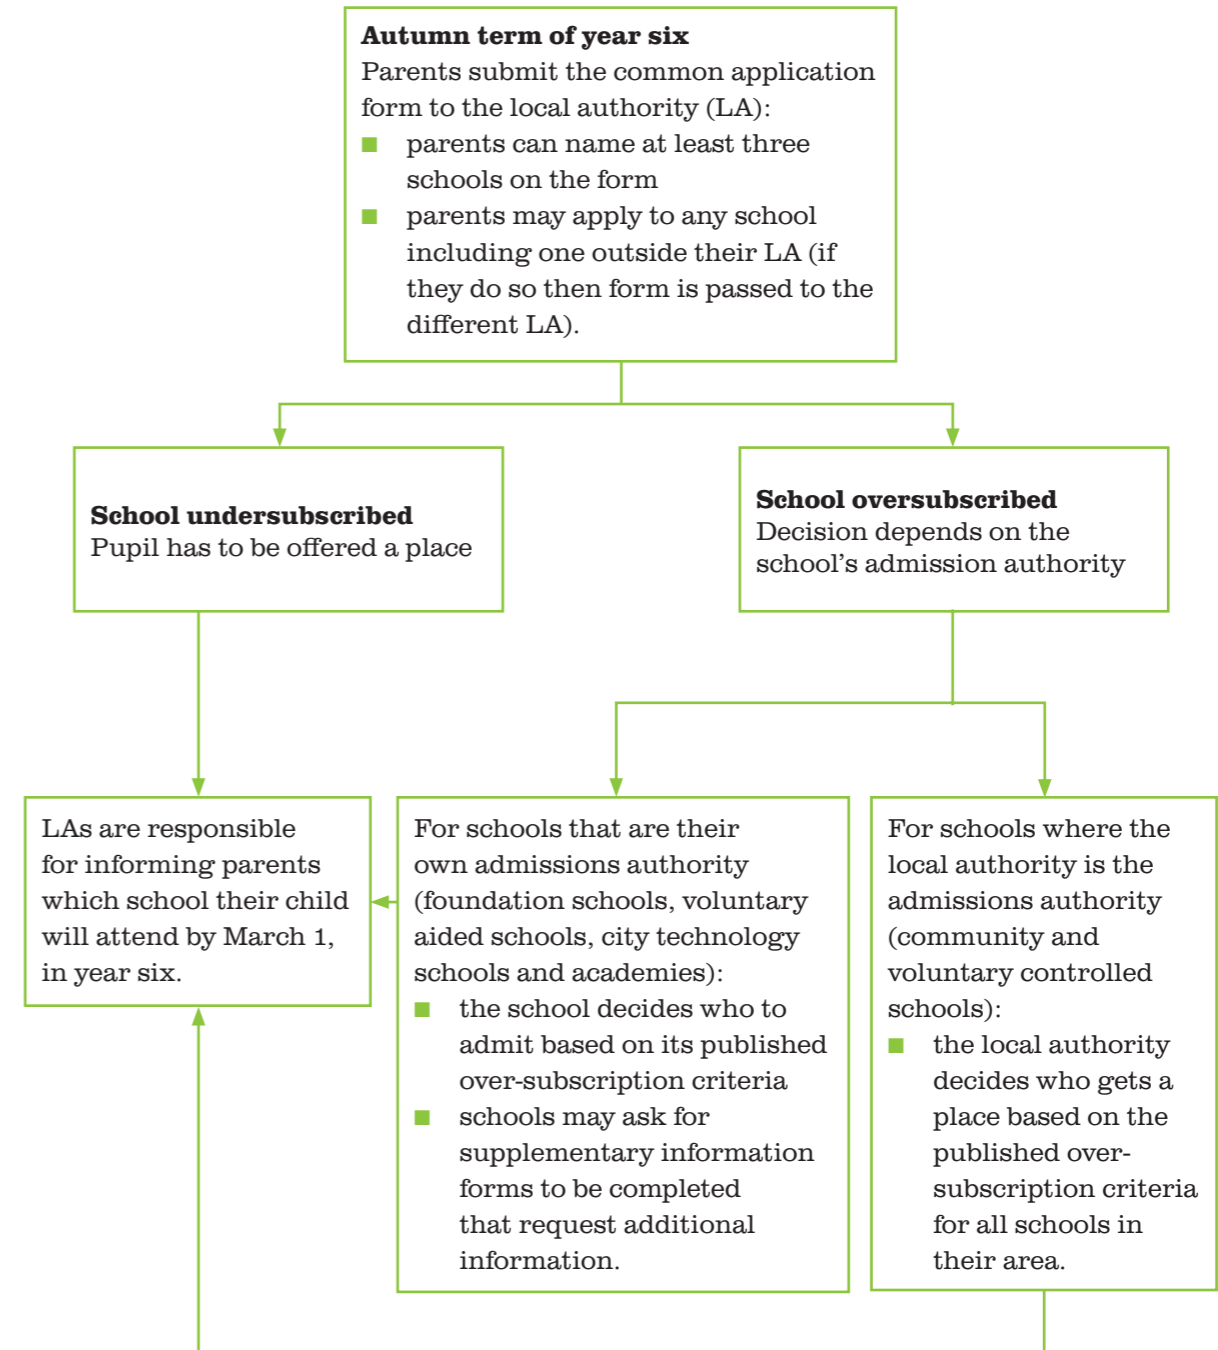 Autumn term of year six
Parents submit the common application
form to the local authority (LA):
■ parents can name at least three
schools on the form
■ parents may apply to any school
including one outside their LA (if
they do so then form is passed to the
different LA).
School undersubscribed
Pupil has to be offered a place
School oversubscribed
Decision depends on the
school’s admission authority
LAs are responsible
for informing parents
which school their child
will attend by March 1,
in year six.
For schools that are their
own admissions authority
(foundation schools, voluntary
aided schools, city technology
schools and academies):
■ the school decides who to
admit based on its published
over-subscription criteria
■ schools may ask for
supplementary information
forms to be completed
that request additional
information.
For schools where the
local authority is the
admissions authority
(community and
voluntary controlled
schools):
■ the local authority
decides who gets a
place based on the
published over-
subscription criteria
for all schools in
their area.